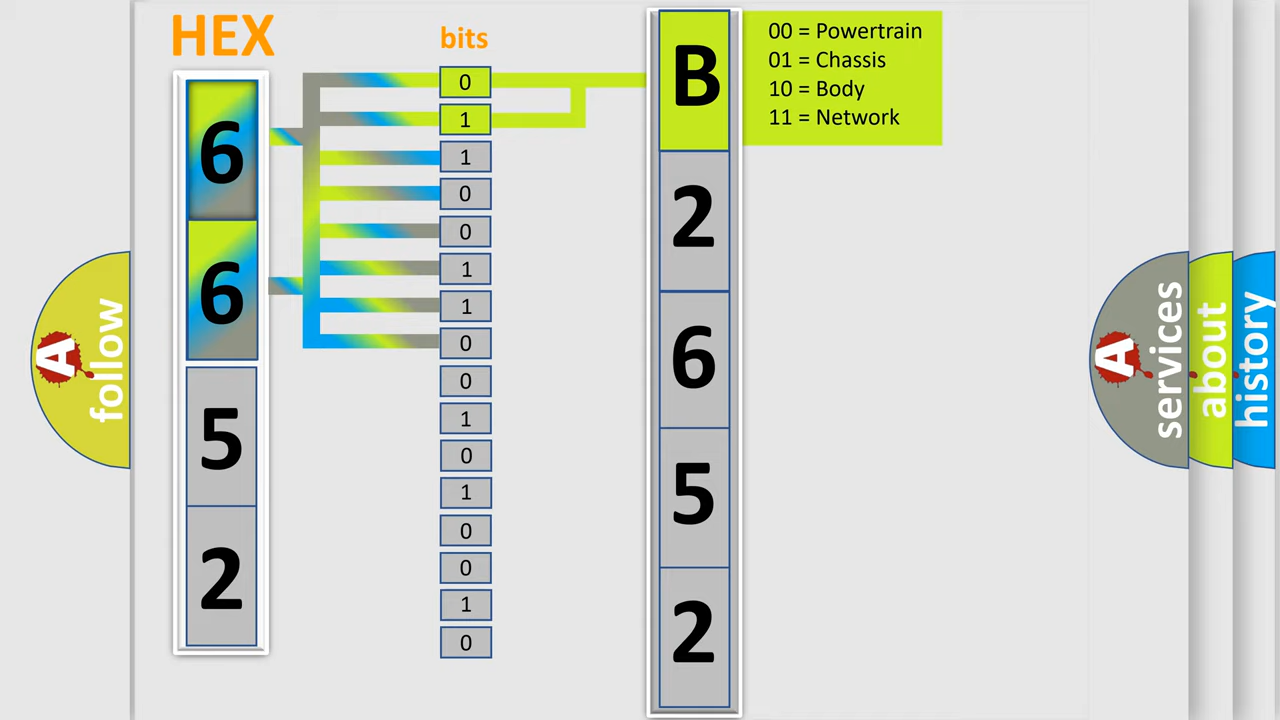 HEX
bits
6
6
5
2
0
1
1
0
0
1
1
0
0
1
0
1
0
0
1
0
B
2
6
5
2
00 = Powertrain
01 = Chassis
10 = Body
11 = Network
A
follow
A
services
about
history